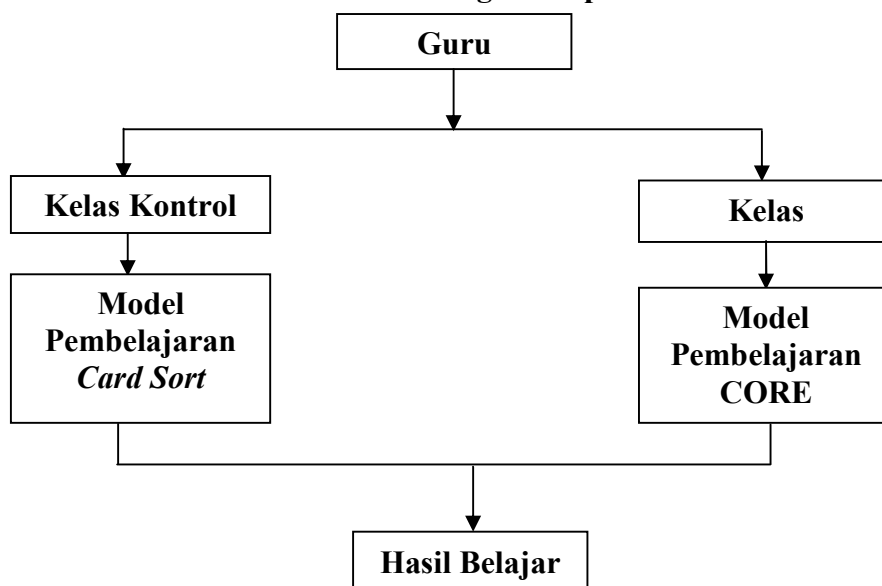 Guru
Kelas Kontrol
Kelas
Model
Pembelajaran
Card Sort
Model
Pembelajaran
CORE
Hasil Belajar